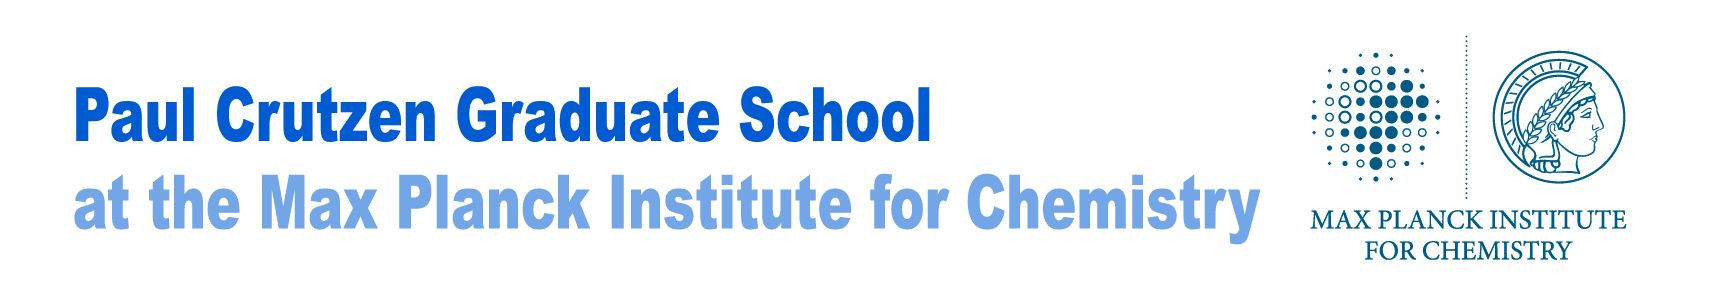 Paul Crutzen Graduate School
at the Max Planck Institute for Chemistry
MAX PLANCK INSTITUTE
FOR CHEMISTRY